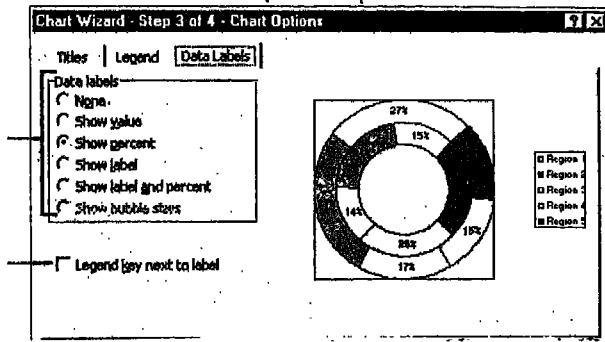 Chart Wizard - Step 3 of 4 - Chart Options
Titles Legend Data Labels
Data labels
None
Show value
Show percent
Show label
Show label and percent
Show bubble sizes
Legend key next to label
27%
15%
14%
15%
26%
17%
Region 1
Region 2
Region 3
Region 4
Region 5